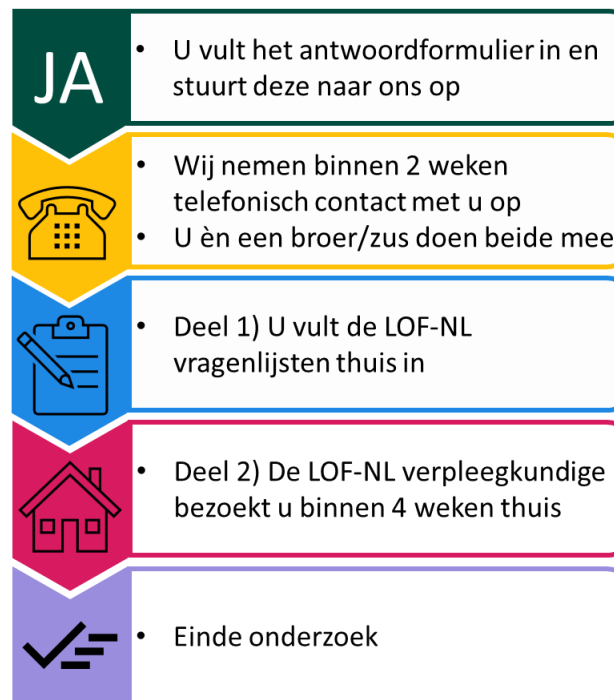 JA
• U vult het antwoordformulier in en
stuurt deze naar ons op
• Wij nemen binnen 2 weken
telefonisch contact met u op
• U èn een broer/zus doen beide mee
• Deel 1) U vult de LOF-NL
vragenlijsten thuis in
• Deel 2) De LOF-NL verpleegkundige
bezoekt u binnen 4 weken thuis
• Einde onderzoek